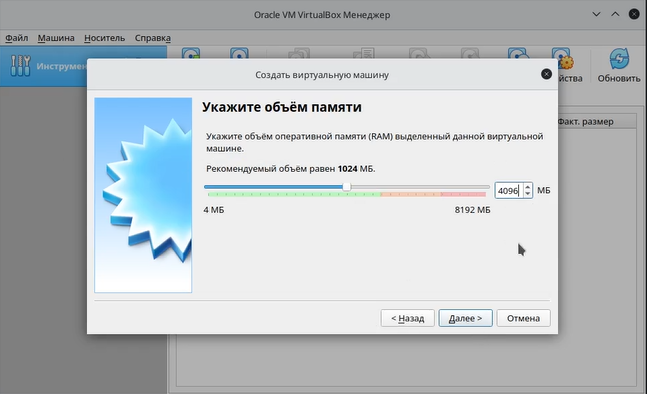 Oracle VM VirtualBox Менеджер
Файл Машина Носитель Справка
Обновить
Создать виртуальную машину
Факт. размер
Укажите объём памяти
Укажите объём оперативной памяти (RAM) выделенный данной виртуальной
машине.
Рекомендуемый объём равен 1024 МБ.
4096 МБ
4 МБ 8192 МБ
< Назад Далее > Отмена